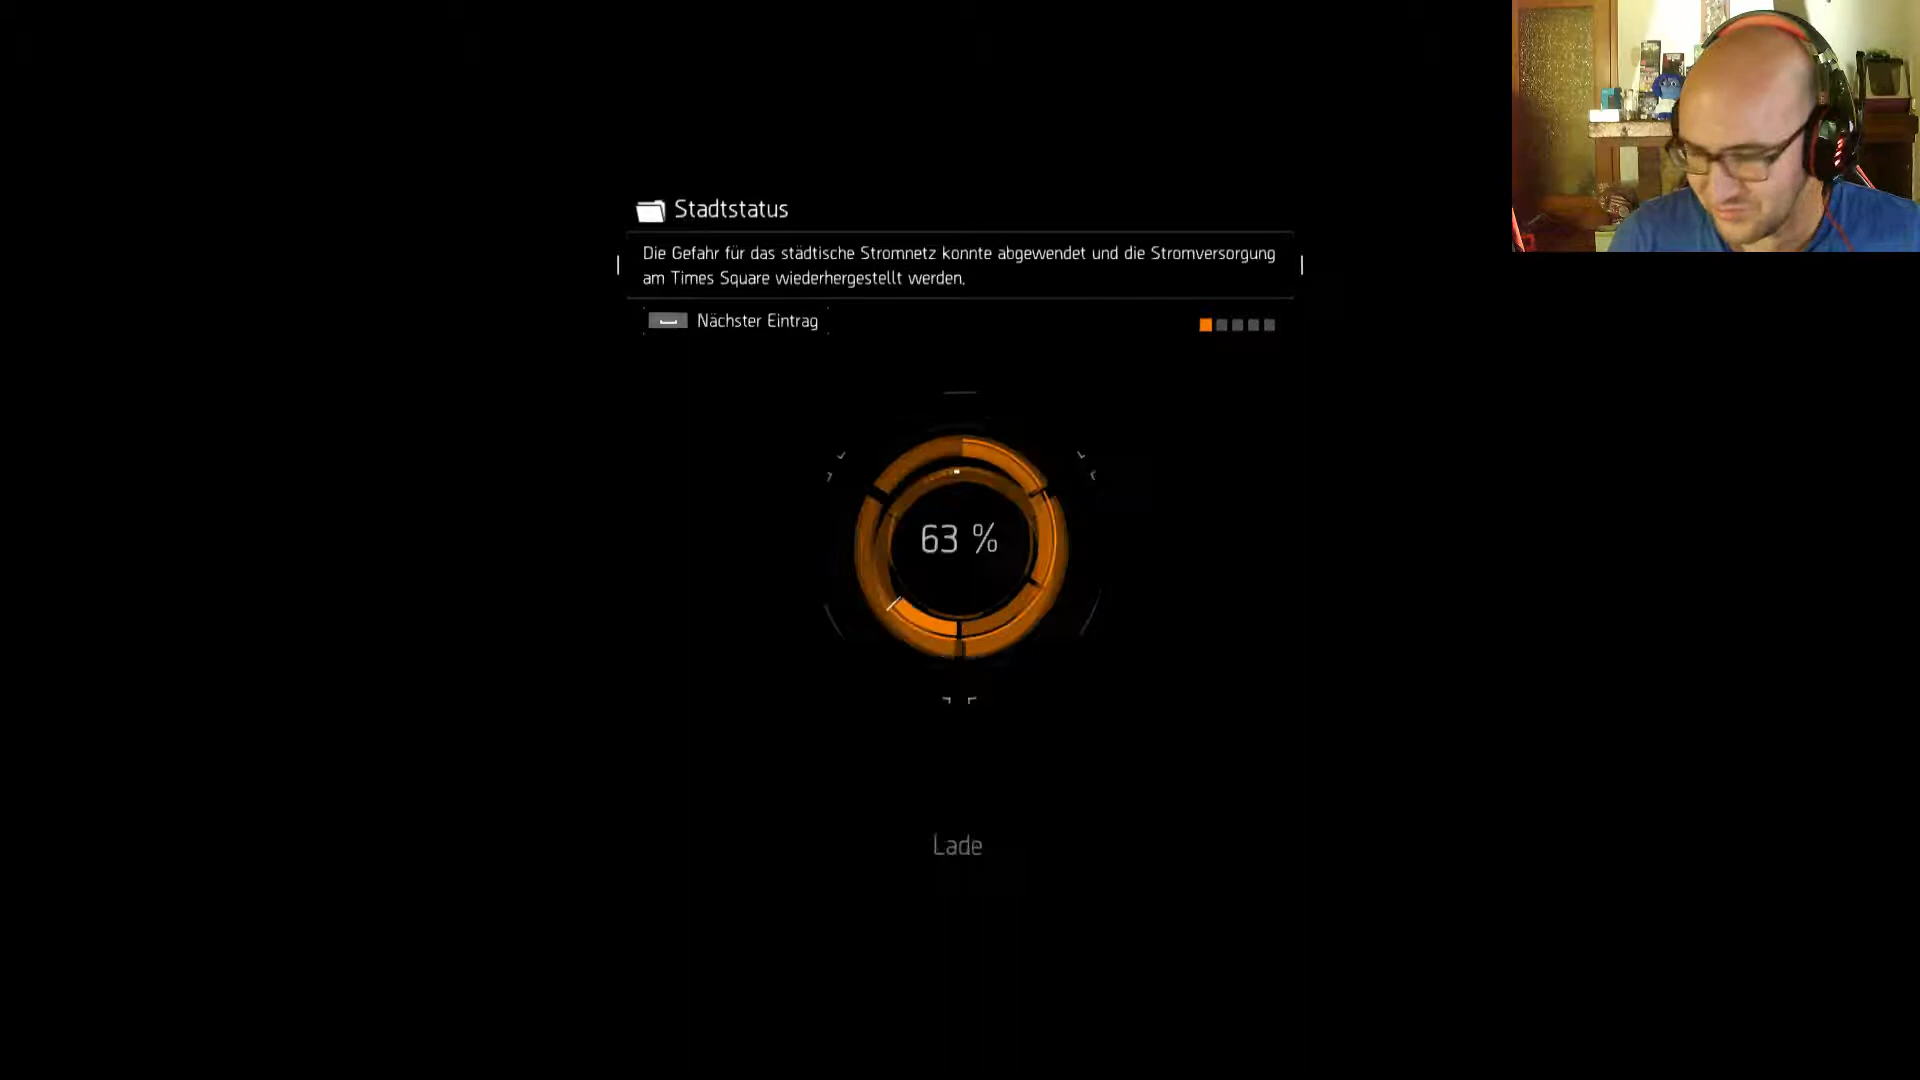 Stadtstatus
Die Gefahr für das städtische Stromnetz konnte abgewendet und die Stromversorgung
am Times Square wiederhergestellt werden.
Nächster Eintrag
63 %
Lade